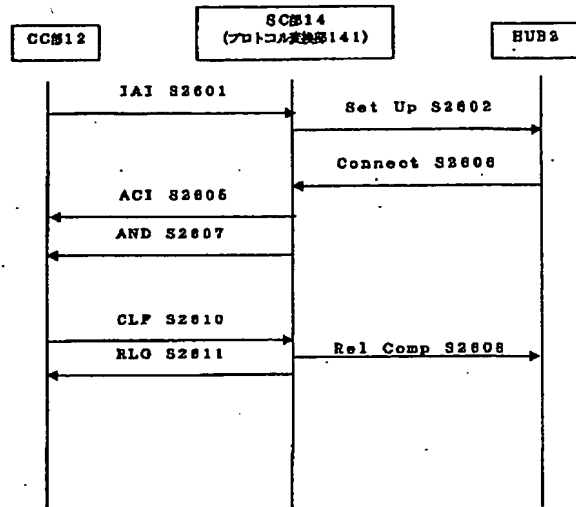 CC部12
SC部14
(プロトコル変換部141)
HUB2
IAI S2601
Set Up S2602
Connect S2606
ACI S2605
AND S2607
CLF S2610
RLG S2611
Rel Comp S2608